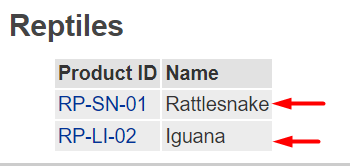 Reptiles
Product ID Name
RP-SN-01 Rattlesnake
RP-LI-02 Iguana